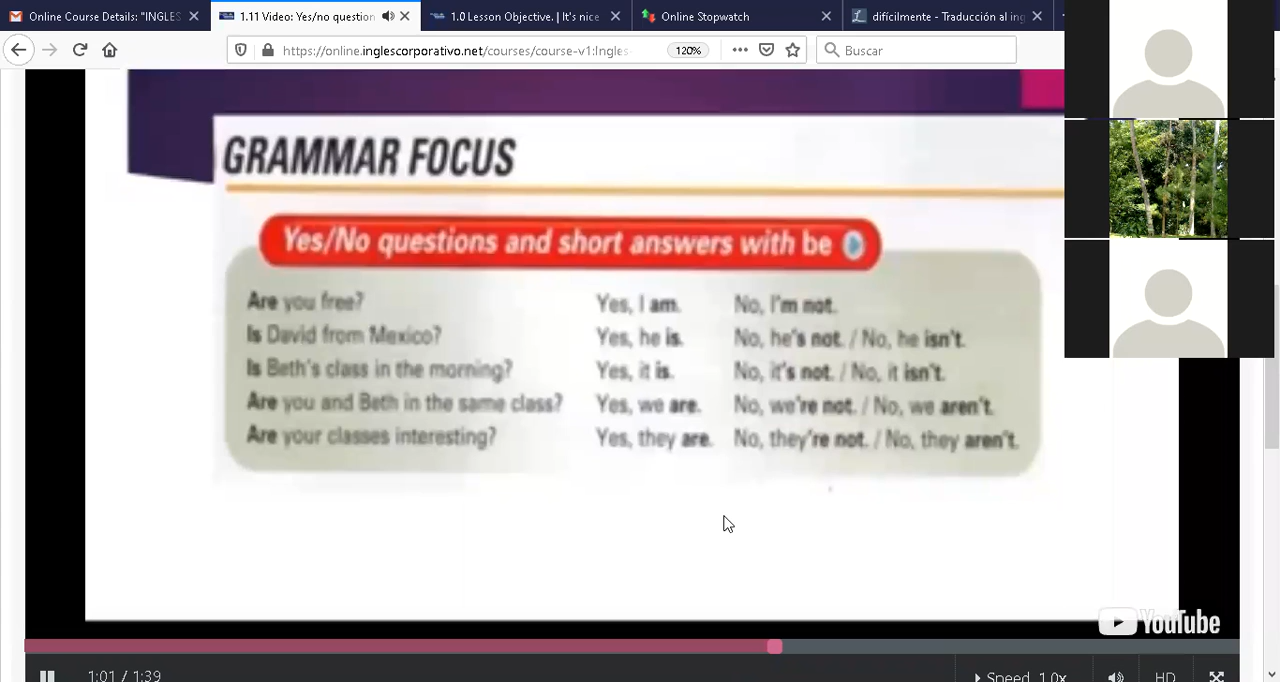 Online Course Details: "INGLES
1.11 Video: Yes/no question
1.0 Lesson Objective. | It's nice
Online Stopwatch
difícilmente - Traducción al ing
https://online.inglescorporativo.net/courses/course-v1:Ingles
120%
Buscar
GRAMMAR FOCUS
Yes/No questions and short answers with be
Are you free? Yes, I am. No, I'm not.
Is David from Mexico? Yes, he is. No, he's not. / No, he isn't.
Is Beth's class in the morning? Yes, it is. No, it's not. / No, it isn't.
Are you and Beth in the same class? Yes, we are. No, we're not. / No, we aren't.
Are your classes interesting? Yes, they are. No, they're not. / No, they aren't.
YouTube
1:01 / 1:39
Speed 1.0x
HD